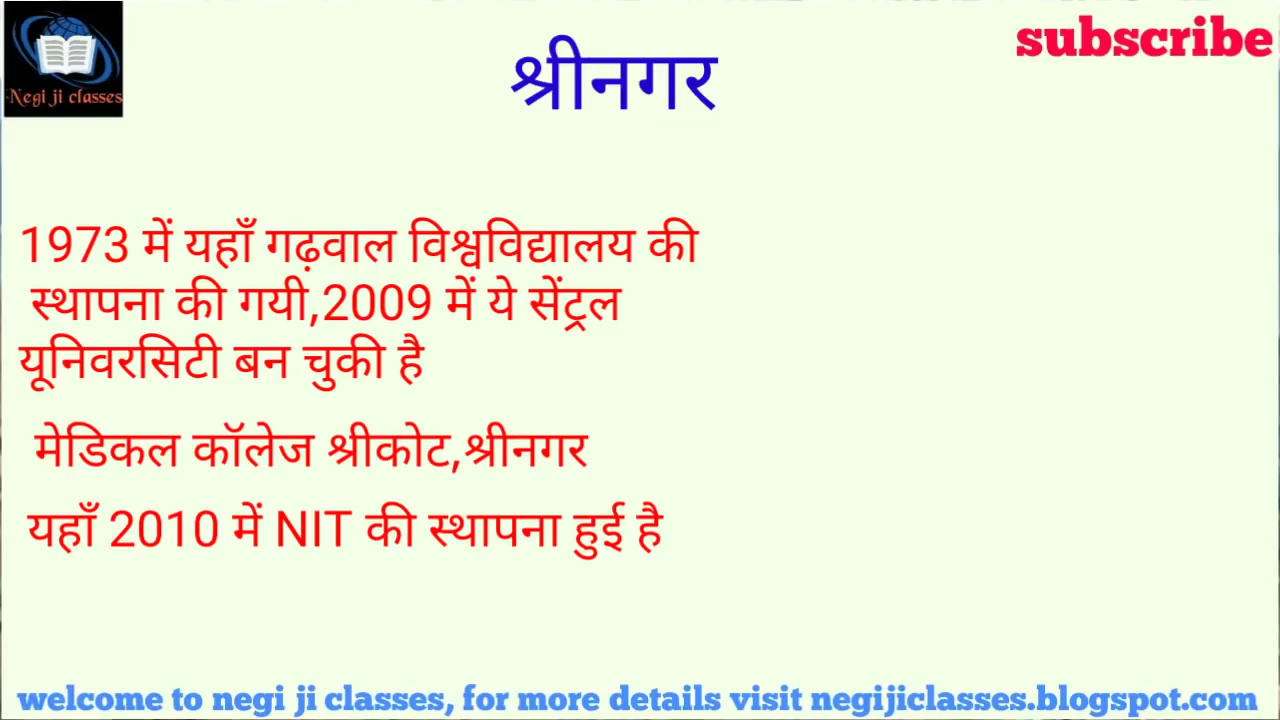 Negi ji classes
subscribe
श्रीनगर
1973 में यहाँ गढ़वाल विश्वविद्यालय की
स्थापना की गयी,2009 में ये सेंट्रल
यूनिवरसिटी बन चुकी है
मेडिकल कॉलेज श्रीकोट,श्रीनगर
यहाँ 2010 में NIT की स्थापना हुई है
welcome to negi ji classes, for more details visit negijiclasses.blogspot.com